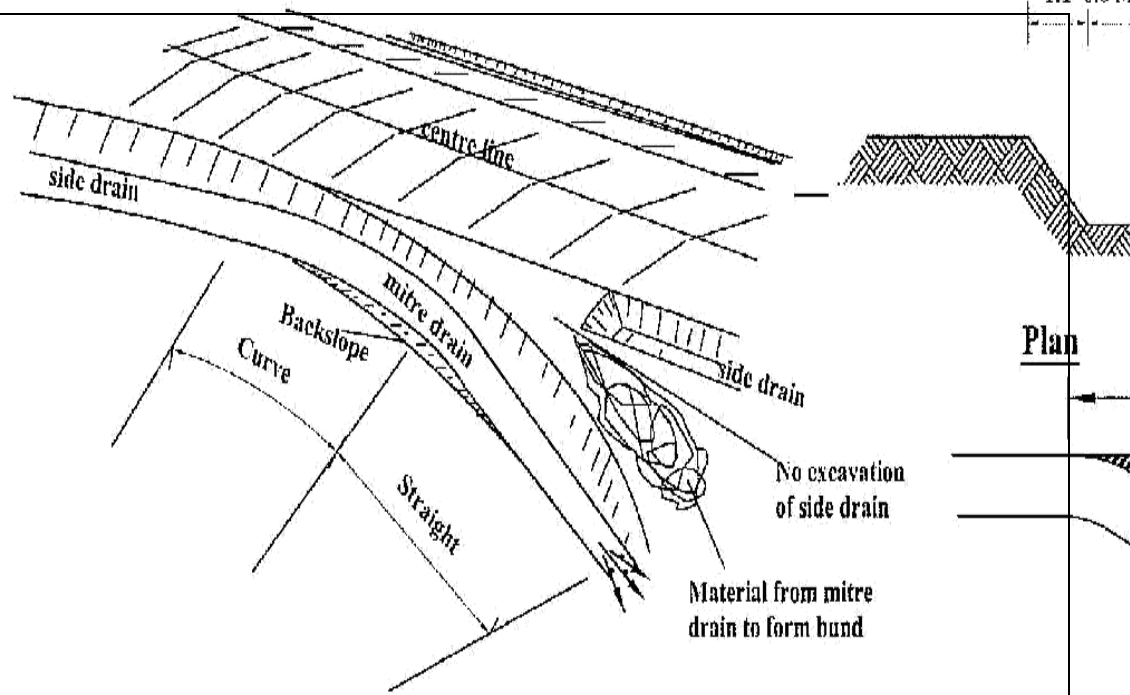 centre line
side drain
mitre drain
Backslope
Curve
side drain
Plan
Straight
No excavation
of side drain
Material from mitre
drain to form bund